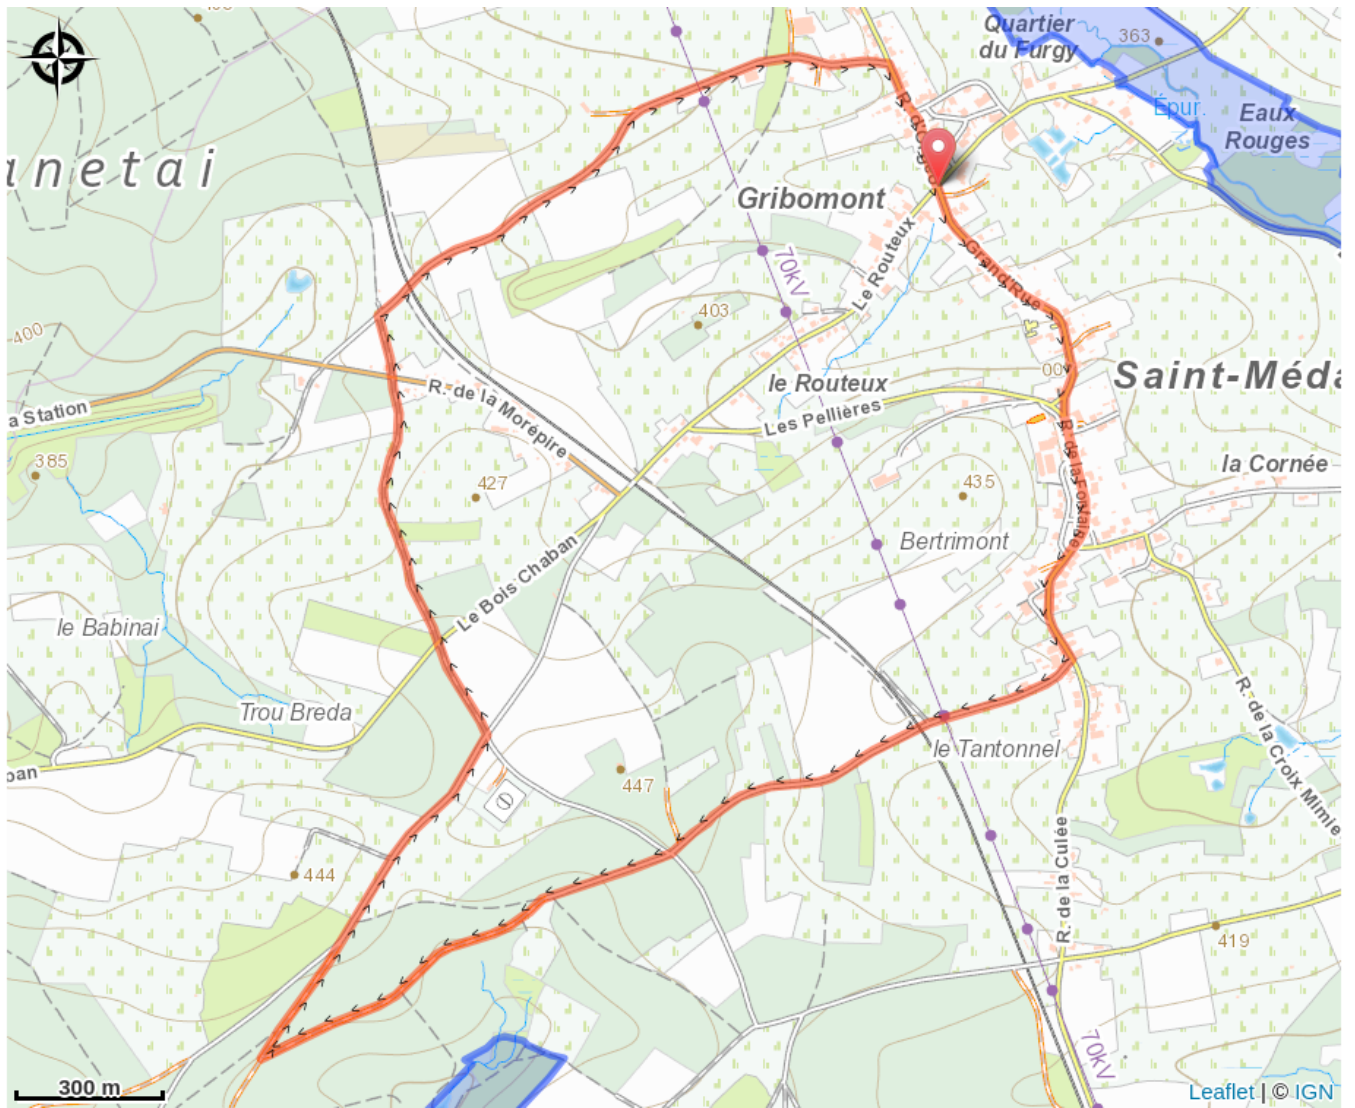 Quartier
du Furgy
363
Épur.
Eaux
Rouges
anetai
Gribomont
Le Routeux
Grand'Rue
70kV
403
400
le Routeux
Les Pellières
Saint-Méda
a Station
R. de la Morépire
385
427
435
R. de la Fontaine
la Cornée
Bertrimont
Le Bois Chaban
le Babinai
Trou Breda
ban
le Tantonnel
447
R. de la Croix Mimie
R. de la Culée
444
419
70kV
300 m
Leaflet | © IGN